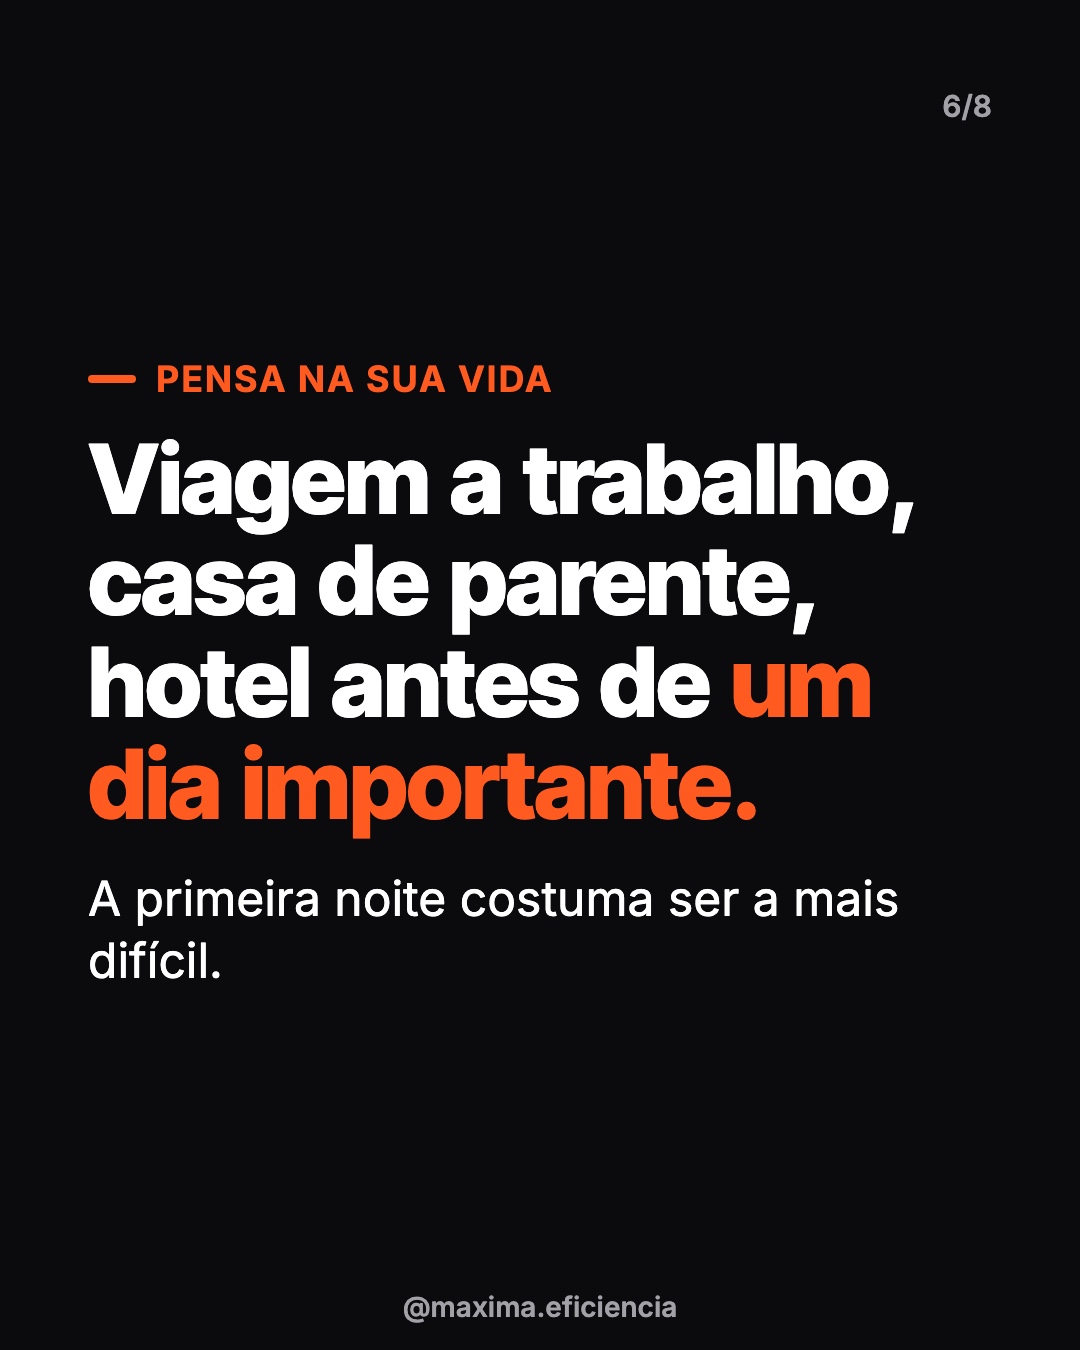 6/8
PENSA NA SUA VIDA
Viagem a trabalho,
casa de parente,
hotel antes de um
dia importante.
A primeira noite costuma ser a mais
difícil.
@maxima.eficiencia